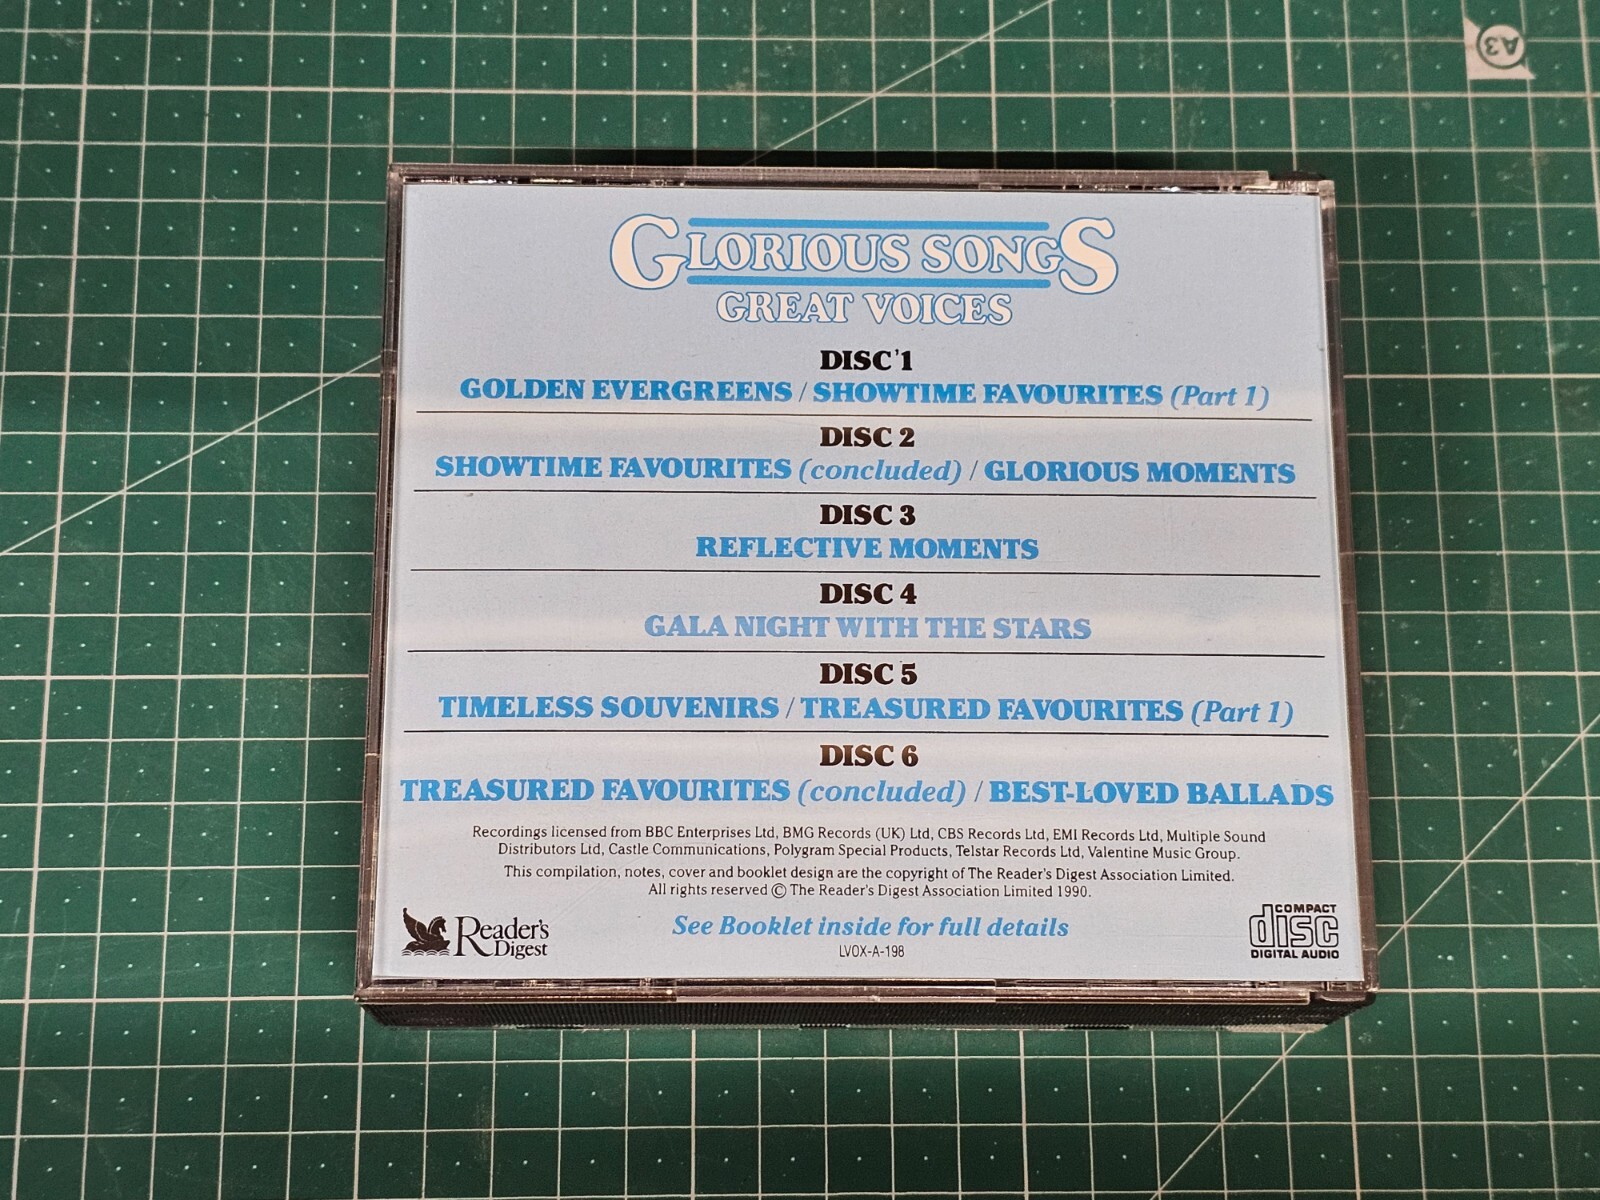 A3
GLORIOUS SONGS
GREAT VOICES
DISC 1
GOLDEN EVERGREENS / SHOWTIME FAVOURITES (Part 1)
DISC 2
SHOWTIME FAVOURITES (concluded) / GLORIOUS MOMENTS
DISC 3
REFLECTIVE MOMENTS
DISC 4
GALA NIGHT WITH THE STARS
DISC 5
TIMELESS SOUVENIRS / TREASURED FAVOURITES (Part 1)
DISC 6
TREASURED FAVOURITES (concluded) / BEST-LOVED BALLADS
Recordings licensed from BBC Enterprises Ltd, BMG Records (UK) Ltd, CBS Records Ltd, EMI Records Ltd, Multiple Sound
Distributors Ltd, Castle Communications, Polygram Special Products, Telstar Records Ltd, Valentine Music Group.
This compilation, notes, cover and booklet design are the copyright of The Reader's Digest Association Limited.
All rights reserved © The Reader's Digest Association Limited 1990.
Reader's
Digest
See Booklet inside for full details
LVOX-A-198
COMPACT
disc
DIGITAL AUDIO